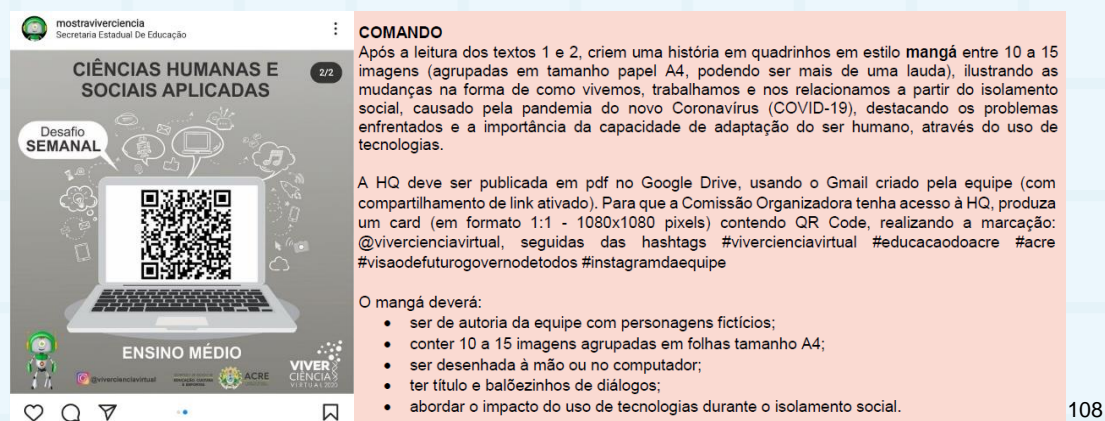 mostraviverciencia
Secretaria Estadual De Educação
CIÊNCIAS HUMANAS E
SOCIAIS APLICADAS
2/2
Desafio
SEMANAL
ENSINO MÉDIO
@vivercienciavirtual
ACRE
VIVER
CIÊNCIA
VIRTUAL 2020
COMANDO
Após a leitura dos textos 1 e 2, criem uma história em quadrinhos em estilo mangá entre 10 a 15
imagens (agrupadas em tamanho papel A4, podendo ser mais de uma lauda), ilustrando as
mudanças na forma de como vivemos, trabalhamos e nos relacionamos a partir do isolamento
social, causado pela pandemia do novo Coronavírus (COVID-19), destacando os problemas
enfrentados e a importância da capacidade de adaptação do ser humano, através do uso de
tecnologias.
A HQ deve ser publicada em pdf no Google Drive, usando o Gmail criado pela equipe (com
compartilhamento de link ativado). Para que a Comissão Organizadora tenha acesso à HQ, produza
um card (em formato 1:1 - 1080x1080 pixels) contendo QR Code, realizando a marcação:
@vivercienciavirtual, seguidas das hashtags #vivercienciavirtual #educacaodoacre #acre
#visaodefuturogovernodetodos #instagramdaequipe
O mangá deverá:
• ser de autoria da equipe com personagens fictícios;
• conter 10 a 15 imagens agrupadas em folhas tamanho A4;
• ser desenhada à mão ou no computador;
• ter título e balõezinhos de diálogos;
• abordar o impacto do uso de tecnologias durante o isolamento social.
108